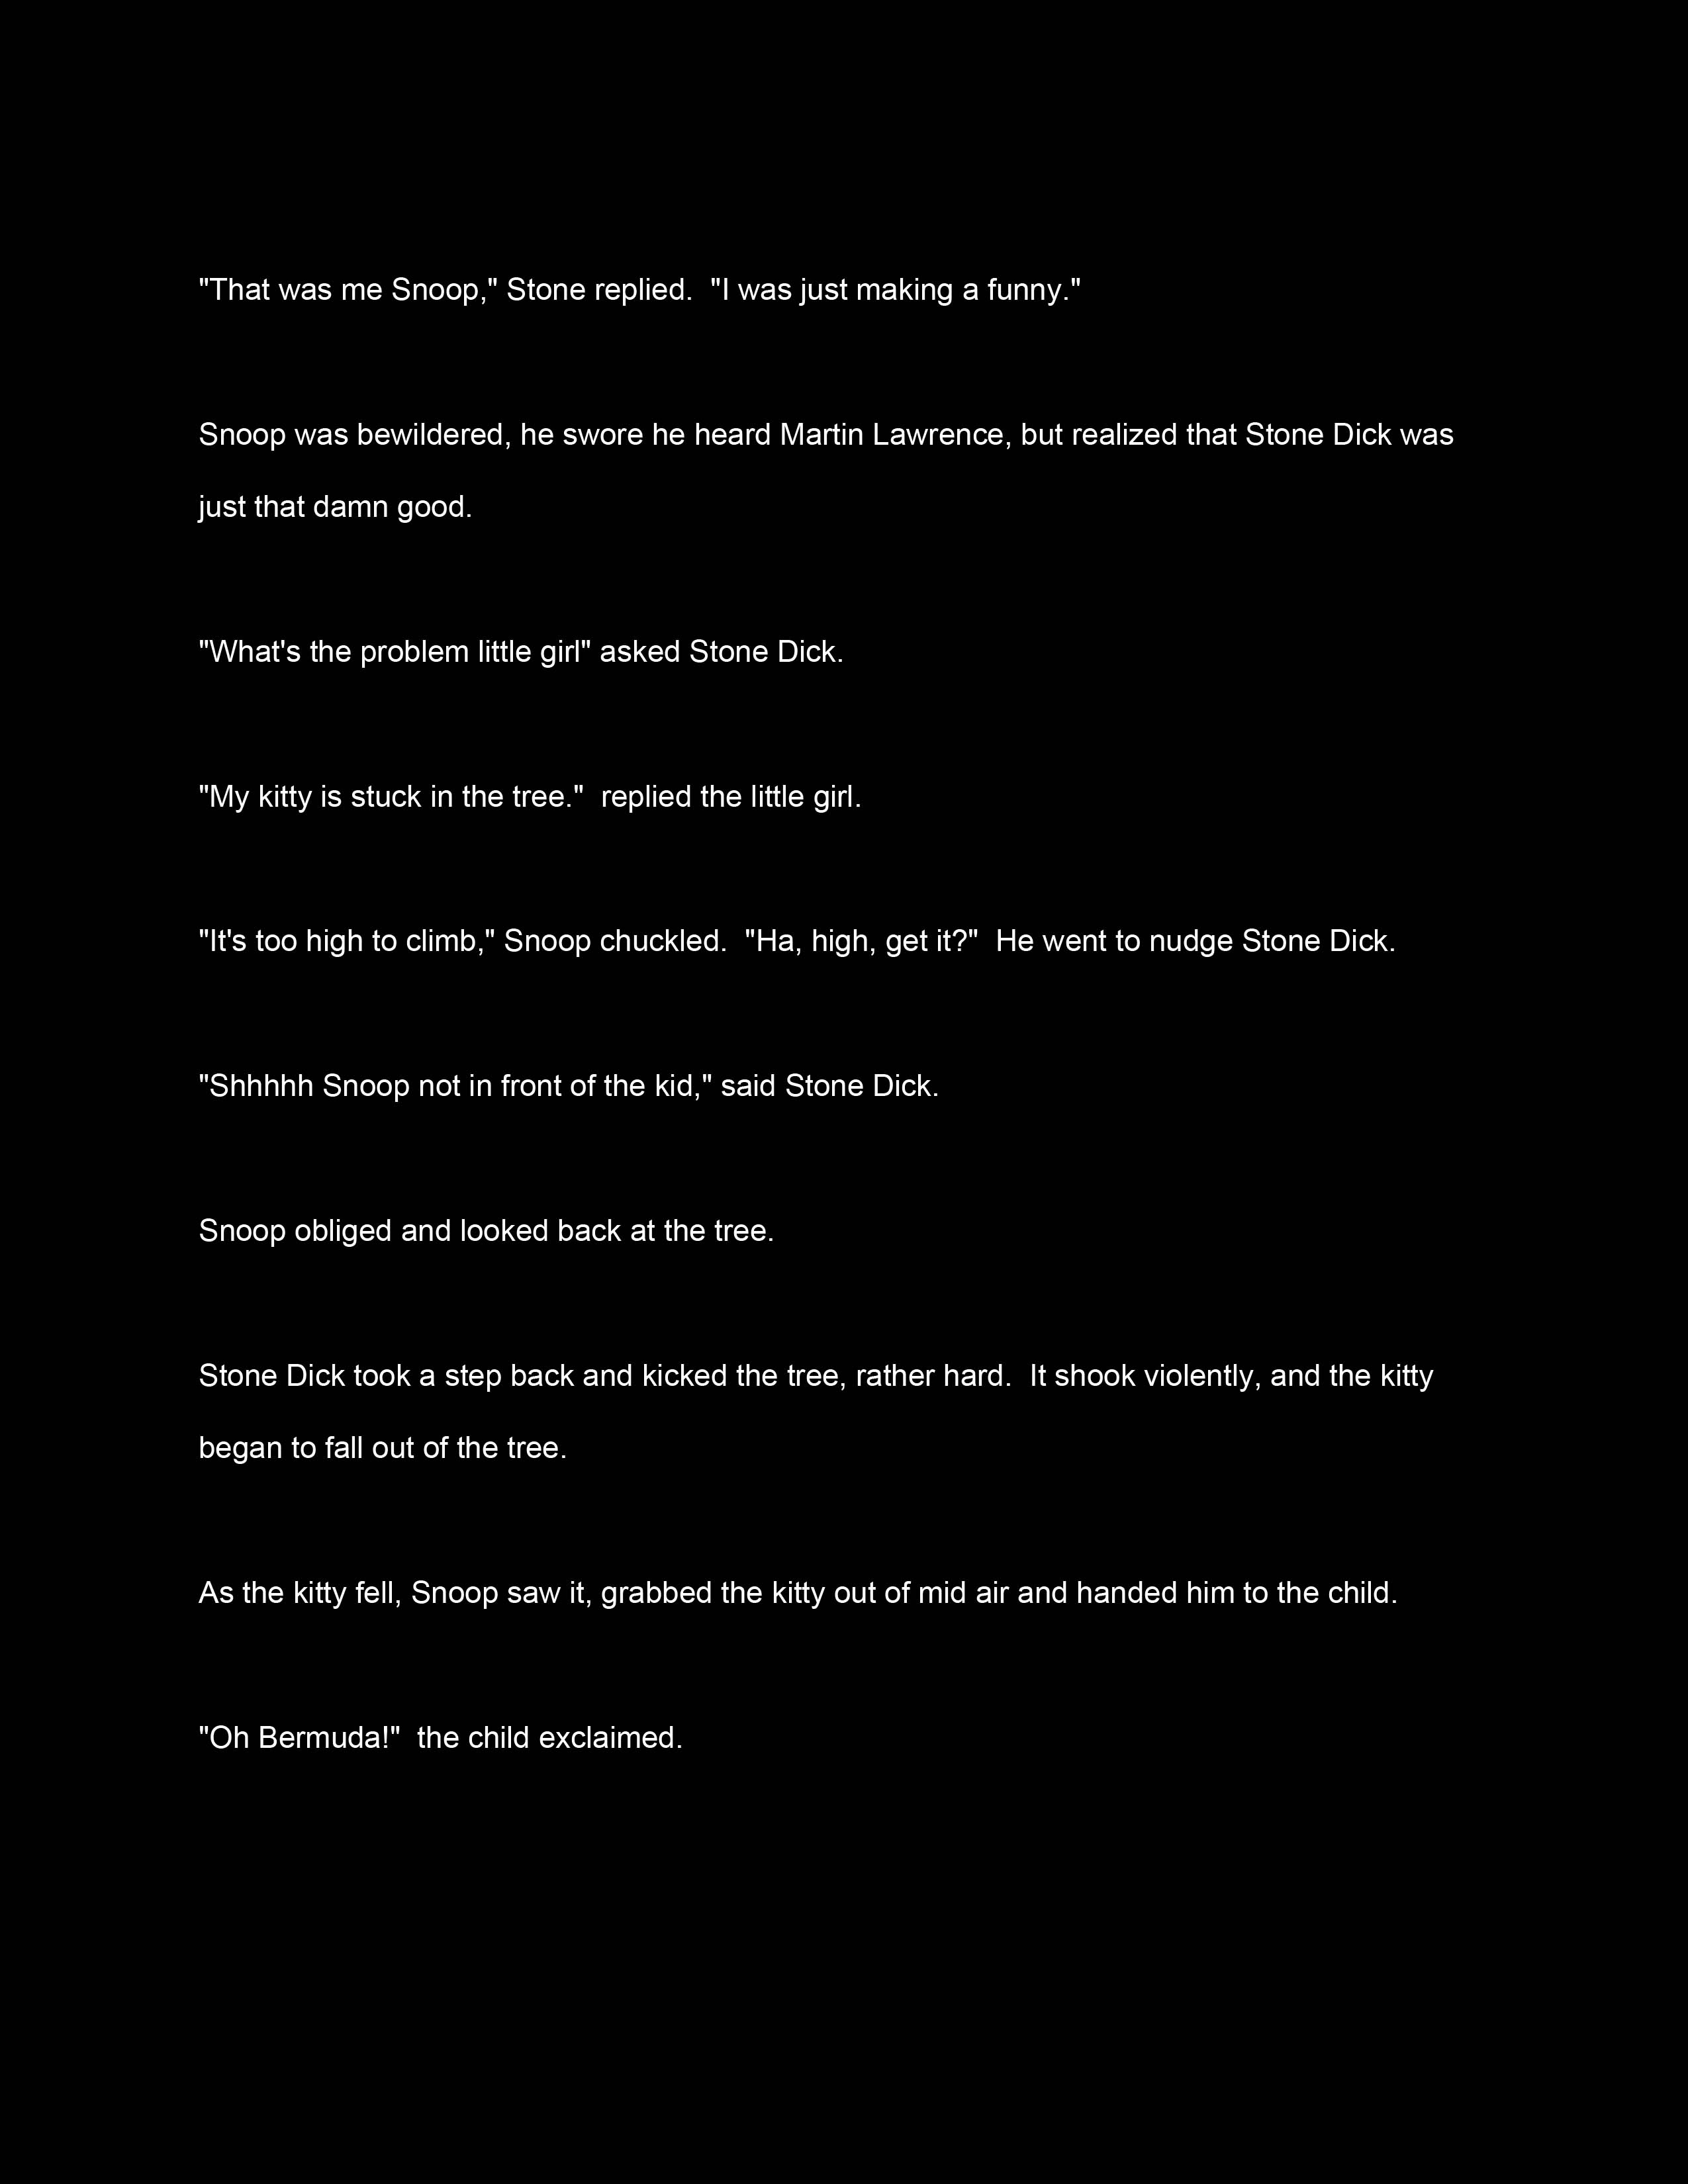 "That was me Snoop," Stone replied.  "I was just making a funny."
Snoop was bewildered, he swore he heard Martin Lawrence, but realized that Stone Dick was
just that damn good.
"What's the problem little girl" asked Stone Dick.
"My kitty is stuck in the tree."  replied the little girl.
"It's too high to climb," Snoop chuckled.  "Ha, high, get it?"  He went to nudge Stone Dick.
"Shhhhh Snoop not in front of the kid," said Stone Dick.
Snoop obliged and looked back at the tree.
Stone Dick took a step back and kicked the tree, rather hard.  It shook violently, and the kitty
began to fall out of the tree.
As the kitty fell, Snoop saw it, grabbed the kitty out of mid air and handed him to the child.
"Oh Bermuda!"  the child exclaimed.